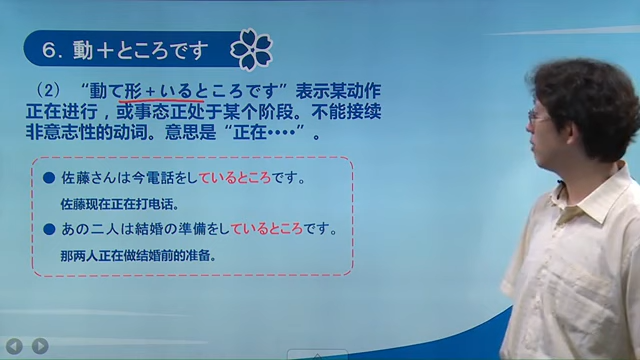 6. 動＋ところです
（2）“動て形＋いるところです”表示某动作
正在进行，或事态正处于某个阶段。不能接续
非意志性的动词。意思是“正在····”。
● 佐藤さんは今電話をしているところです。
佐藤现在正在打电话。
● あの二人は結婚の準備をしているところです。
那两人正在做结婚前的准备。